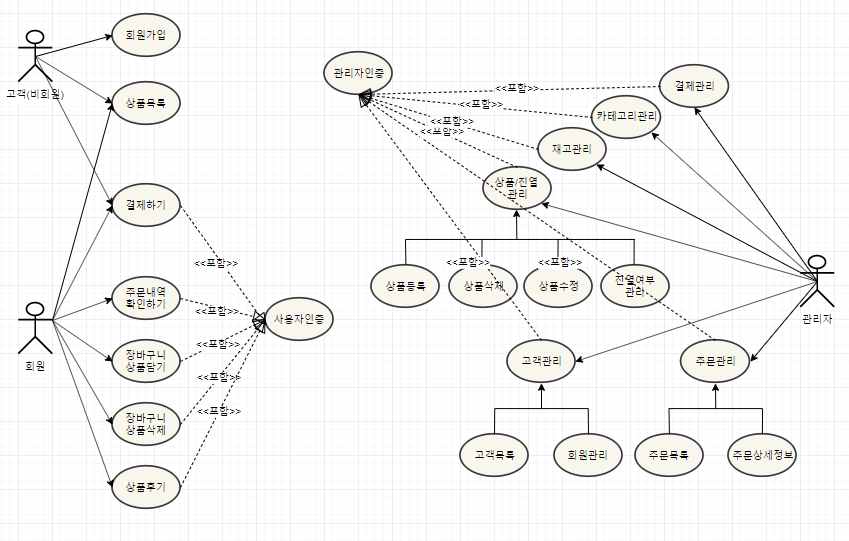 회원가입
고객(비회원)
상품목록
결제하기
주문내역
확인하기
회원
장바구니
상품담기
장바구니
상품삭제
상품후기
<<포함>>
<<포함>>
<<포함>>
<<포함>>
<<포함>>
사용자인증
관리자인증
<<포함>>
<<포함>>
<<포함>>
<<포함>>
결제관리
카테고리관리
재고관리
상품/진열
관리
<<포함>>
<<포함>>
상품등록
상품삭제
상품수정
진열여부
관리
관리자
고객관리
주문관리
고객목록
회원관리
주문목록
주문상세정보